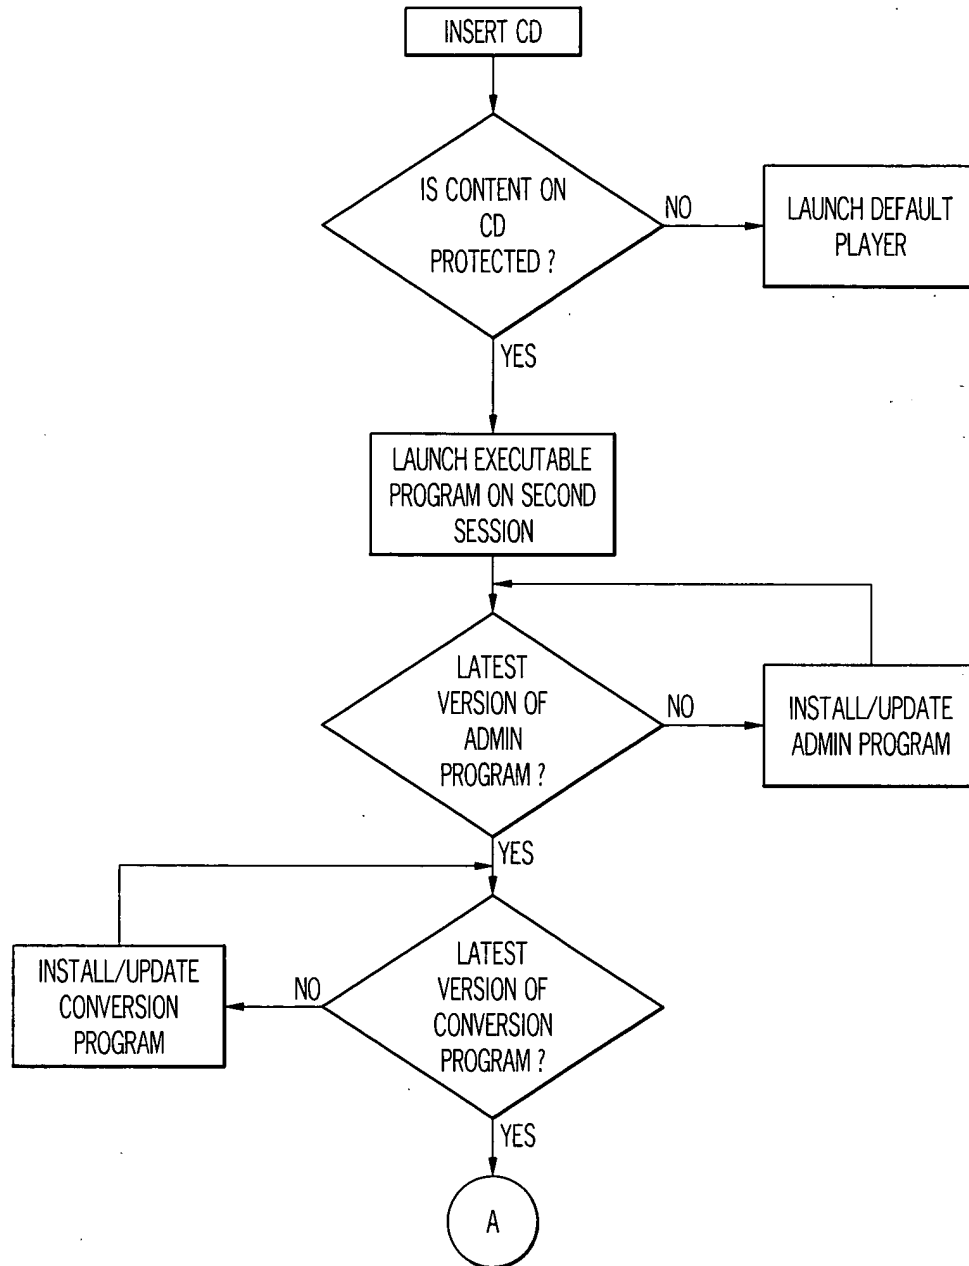 INSERT CD
IS CONTENT ON
CD
PROTECTED ?
NO
LAUNCH DEFAULT
PLAYER
YES
LAUNCH EXECUTABLE
PROGRAM ON SECOND
SESSION
LATEST
VERSION OF
ADMIN
PROGRAM ?
NO
INSTALL/UPDATE
ADMIN PROGRAM
YES
INSTALL/UPDATE
CONVERSION
PROGRAM
NO
LATEST
VERSION OF
CONVERSION
PROGRAM ?
YES
A